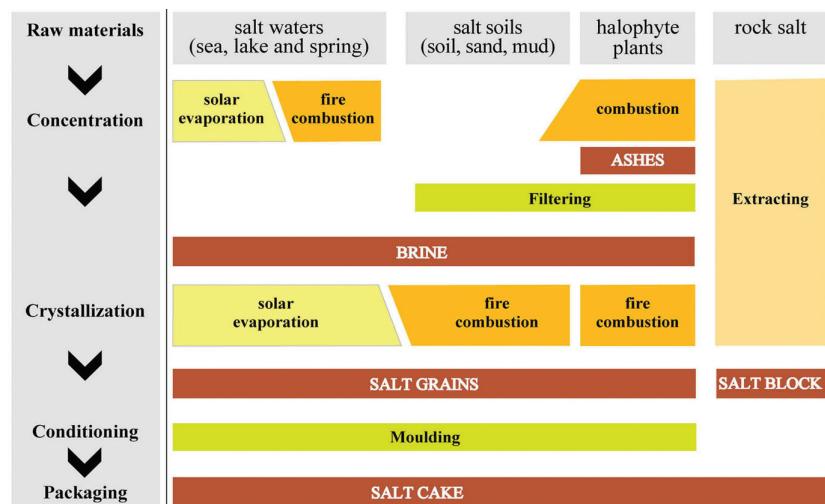 Raw materials
salt waters
(sea, lake and spring)
salt soils
(soil, sand, mud)
halophyte
plants
rock salt
Concentration
solar
evaporation
fire
combustion
combustion
ASHES
Filtering
Extracting
BRINE
Crystallization
solar
evaporation
fire
combustion
fire
combustion
SALT GRAINS
SALT BLOCK
Conditioning
Moulding
Packaging
SALT CAKE